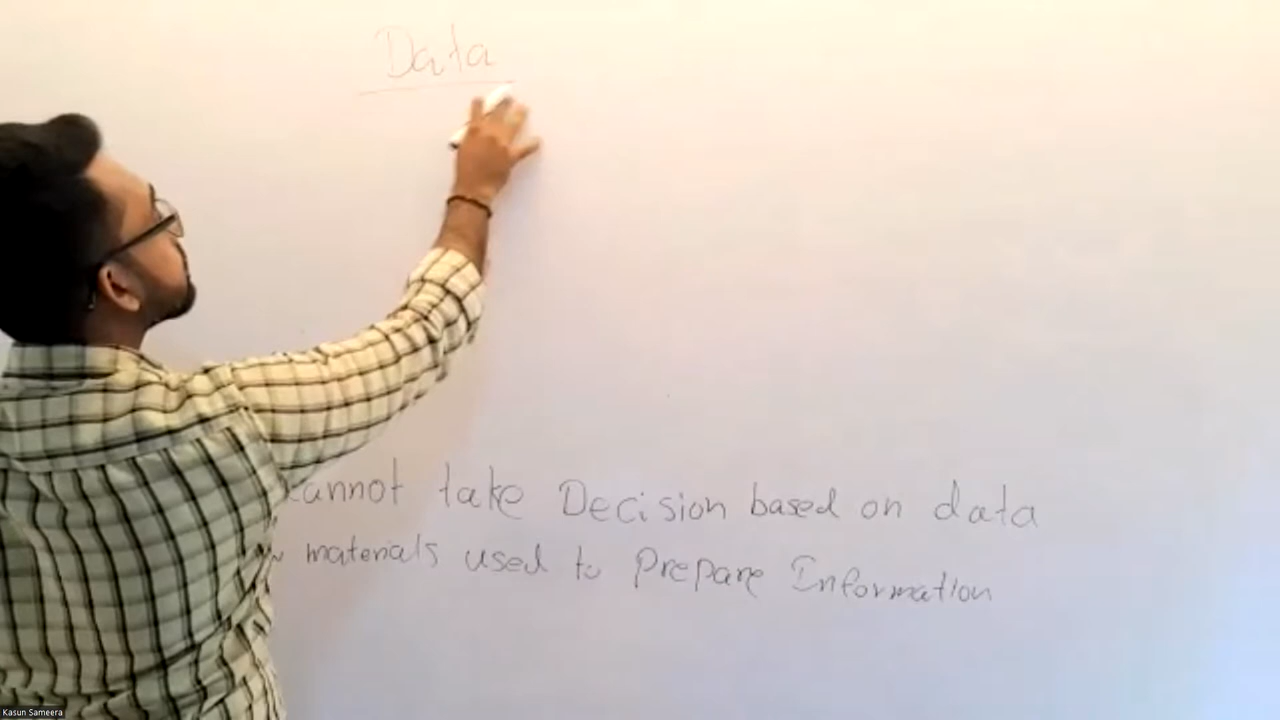 Data
cannot take Decision based on data
materials used to Prepare Information
Kasun Sameera